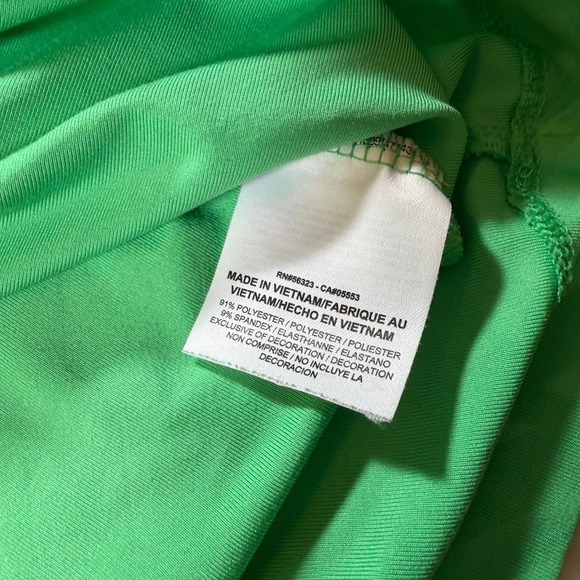 RN#56323 - CA#05553
MADE IN VIETNAM/FABRIQUE AU
VIETNAM/HECHO EN VIETNAM
91% POLYESTER / POLYESTER / POLIESTER
9% SPANDEX / ELASTHANNE / ELASTANO
EXCLUSIVE OF DECORATION / DECORATION
NON COMPRISE / NO INCLUYE LA
DECORACION